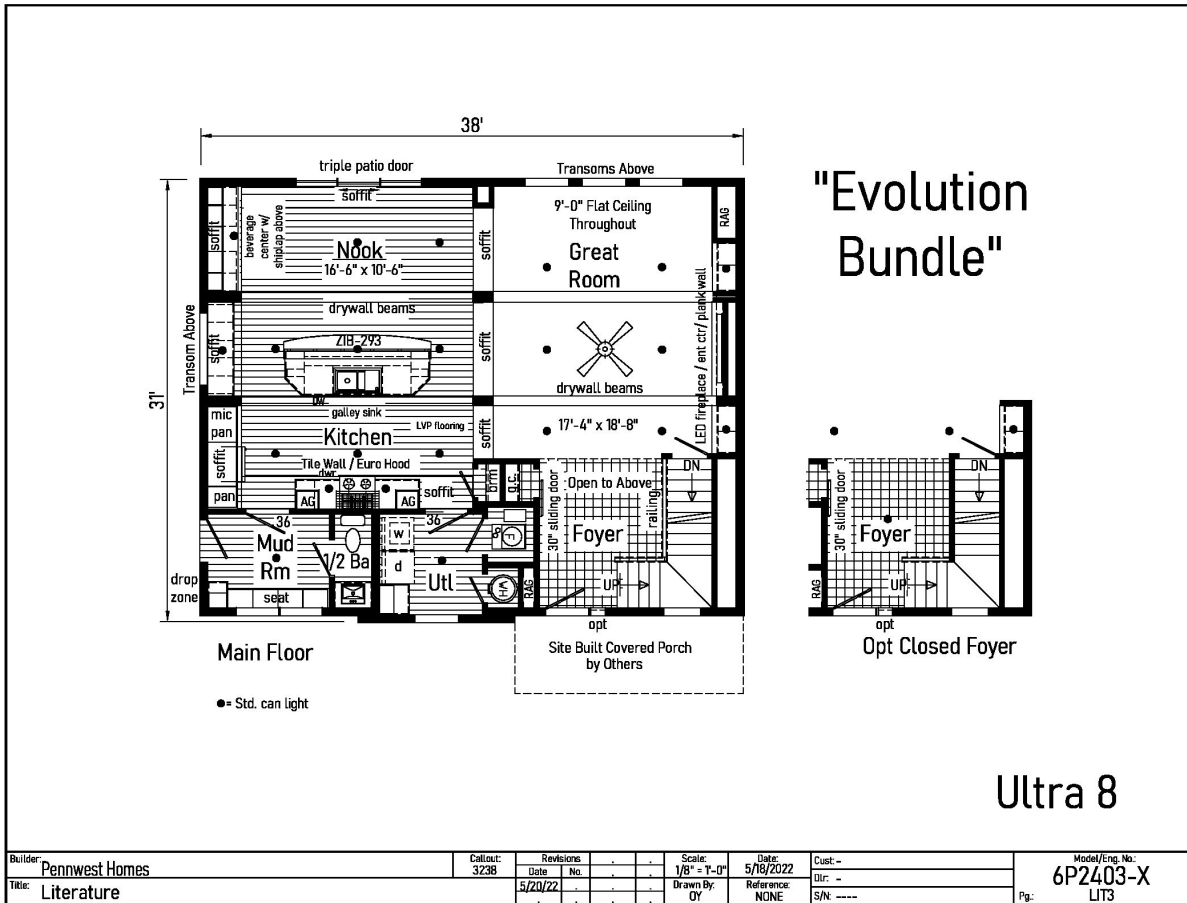 38'
triple patio door
Transoms Above
soffit
"Evolution
Bundle"
9'-0" Flat Ceiling
Throughout
RAG
soffit
beverage
center w/
shiplap above
Nook
16'-6" x 10'-6"
soffit
Great
Room
drywall beams
Transom Above
soffit
ZIB-293
soffit
LED fireplace / ent ctr/ plank wall
31'
drywall beams
DW
galley sink
mic
pan
Kitchen
LVP flooring
soffit
17'-4" x 18'-8"
soffit
Tile Wall / Euro Hood
dwr
pan
AG
AG
soffit
brm
g.c.
30" sliding door
Open to Above
railing
DN
30" sliding door
DN
36
36
Mud
Rm
1/2 Ba
w
d
Utl
F
Foyer
Foyer
drop
zone
seat
WH
RAG
UP
RAG
UP
opt
opt
Main Floor
Site Built Covered Porch
by Others
Opt Closed Foyer
= Std. can light
Ultra 8
Builder: Pennwest Homes
Title: Literature
Callout:
3238
Revisions
Date No.
5/20/22
Scale:
1/8" = 1'-0"
Date:
5/18/2022
Drawn By:
OY
Reference:
NONE
Cust: -
Dlr: -
S/N: ----
Model/Eng. No.:
6P2403-X
Pg.: LIT3